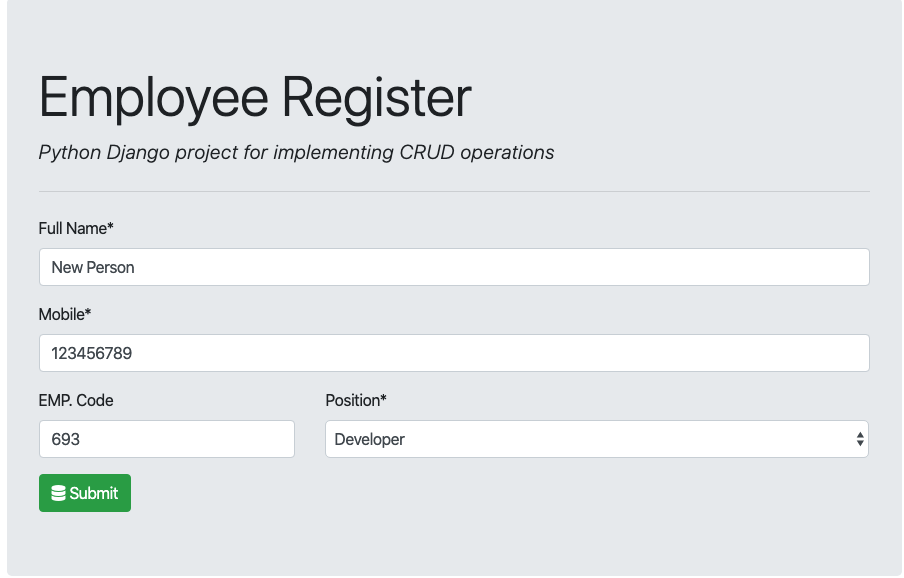 Employee Register
Python Django project for implementing CRUD operations
Full Name*
New Person
Mobile*
123456789
EMP. Code
Position*
693
Developer
Submit